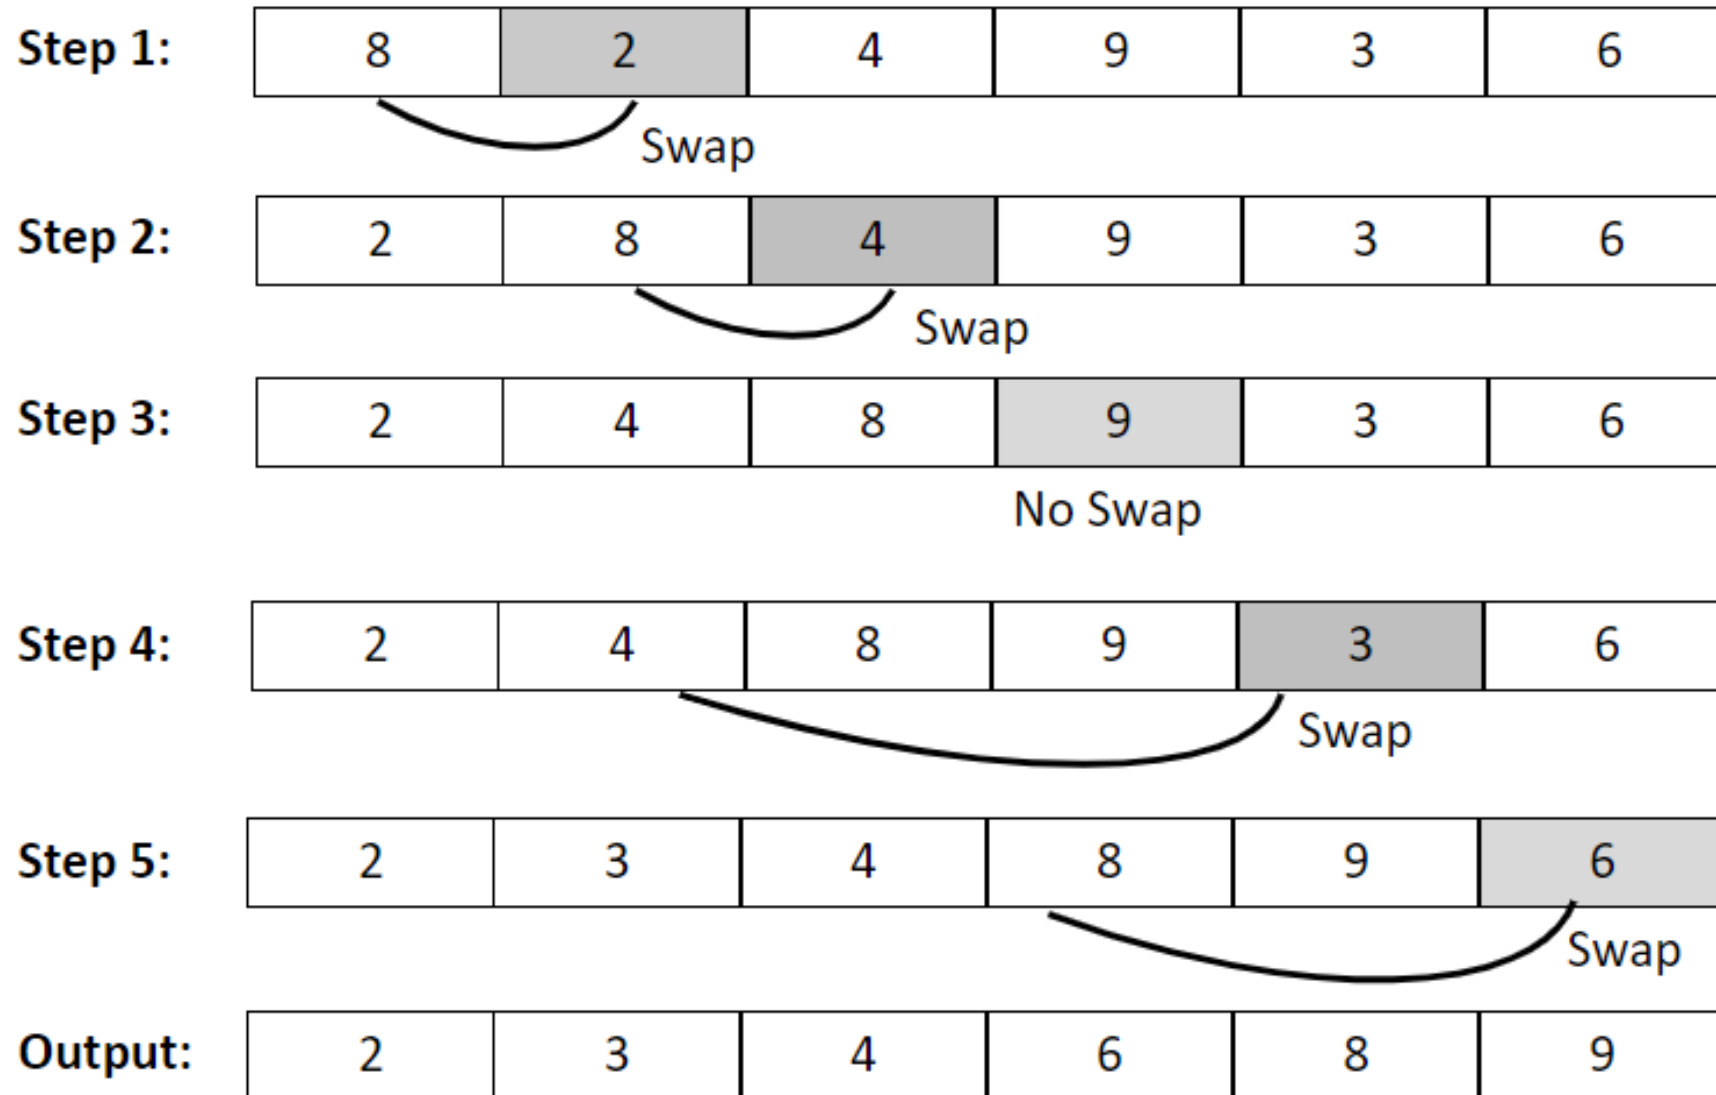 Step 1: 8 2 4 9 3 6
Swap
Step 2: 2 8 4 9 3 6
Swap
Step 3: 2 4 8 9 3 6
No Swap
Step 4: 2 4 8 9 3 6
Swap
Step 5: 2 3 4 8 9 6
Swap
Output: 2 3 4 6 8 9